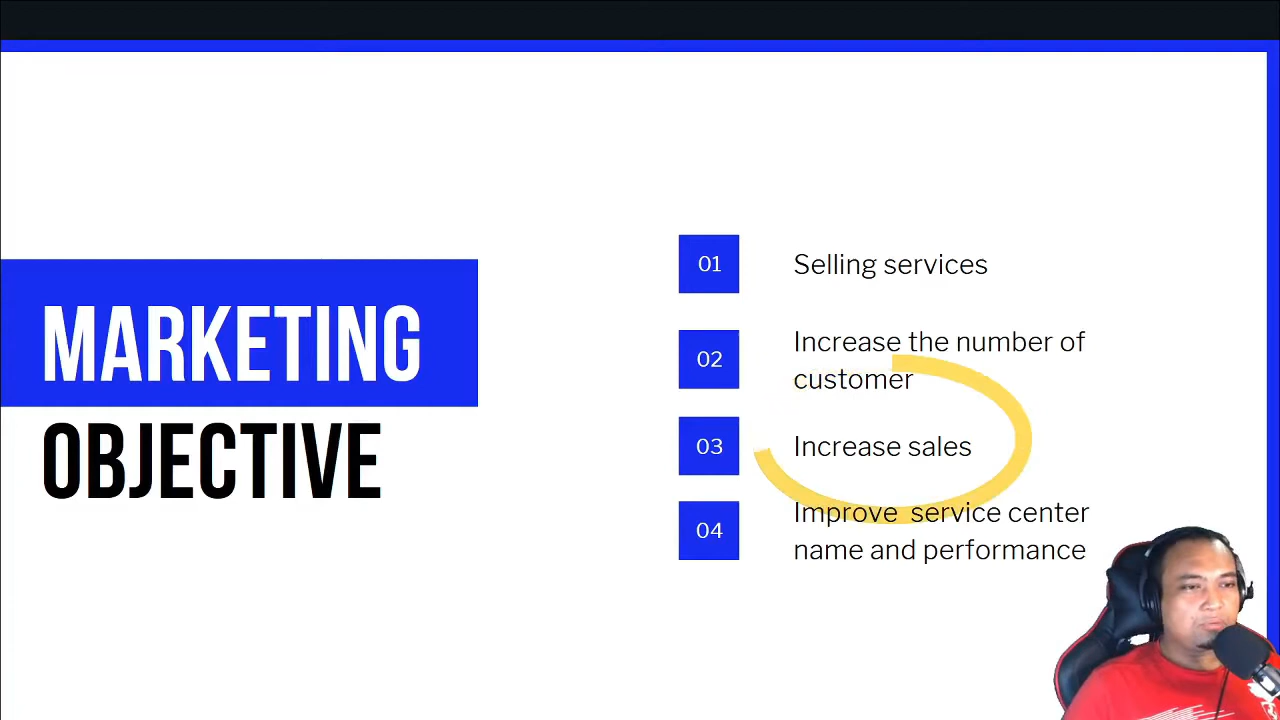 MARKETING
OBJECTIVE
01
Selling services
02
Increase the number of
customer
03
Increase sales
04
Improve service center
name and performance